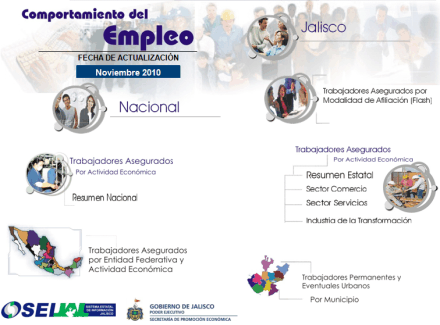 Comportamiento del
Empleo
FECHA DE ACTUALIZACIÓN
Noviembre 2010
Nacional
Trabajadores Asegurados
Por Actividad Económica
Resumen Nacional
Trabajadores Asegurados
por Entidad Federativa y
Actividad Económica
Jalisco
Trabajadores Asegurados por
Modalidad de Afiliación (Flash)
Trabajadores Asegurados
Por Actividad Económica
Resumen Estatal
Sector Comercio
Sector Servicios
Industria de la Transformación
Trabajadores Permanentes y
Eventuales Urbanos
Por Municipio
SEIJAL
SISTEMA ESTATAL
DE INFORMACIÓN
JALISCO
GOBIERNO DE JALISCO
PODER EJECUTIVO
SECRETARÍA DE PROMOCIÓN ECONÓMICA